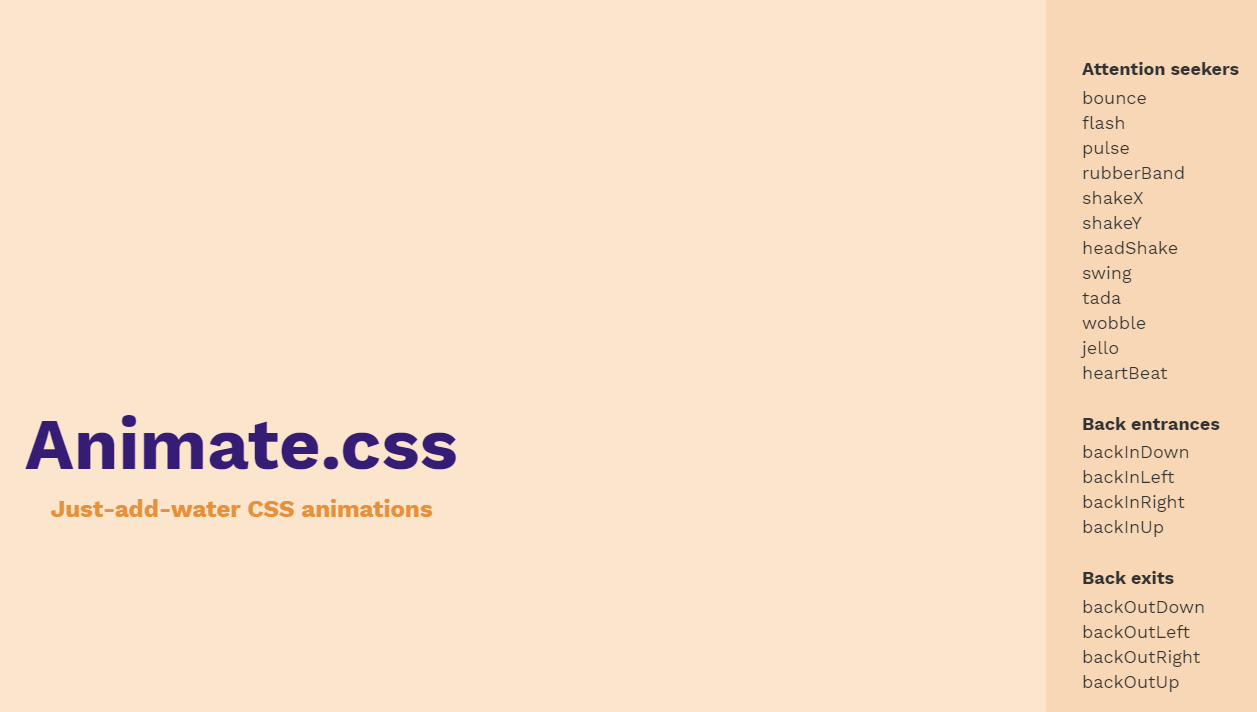 Animate.css
Just-add-water CSS animations
Attention seekers
bounce
flash
pulse
rubberBand
shakeX
shakeY
headShake
swing
tada
wobble
jello
heartBeat
Back entrances
backInDown
backInLeft
backInRight
backInUp
Back exits
backOutDown
backOutLeft
backOutRight
backOutUp